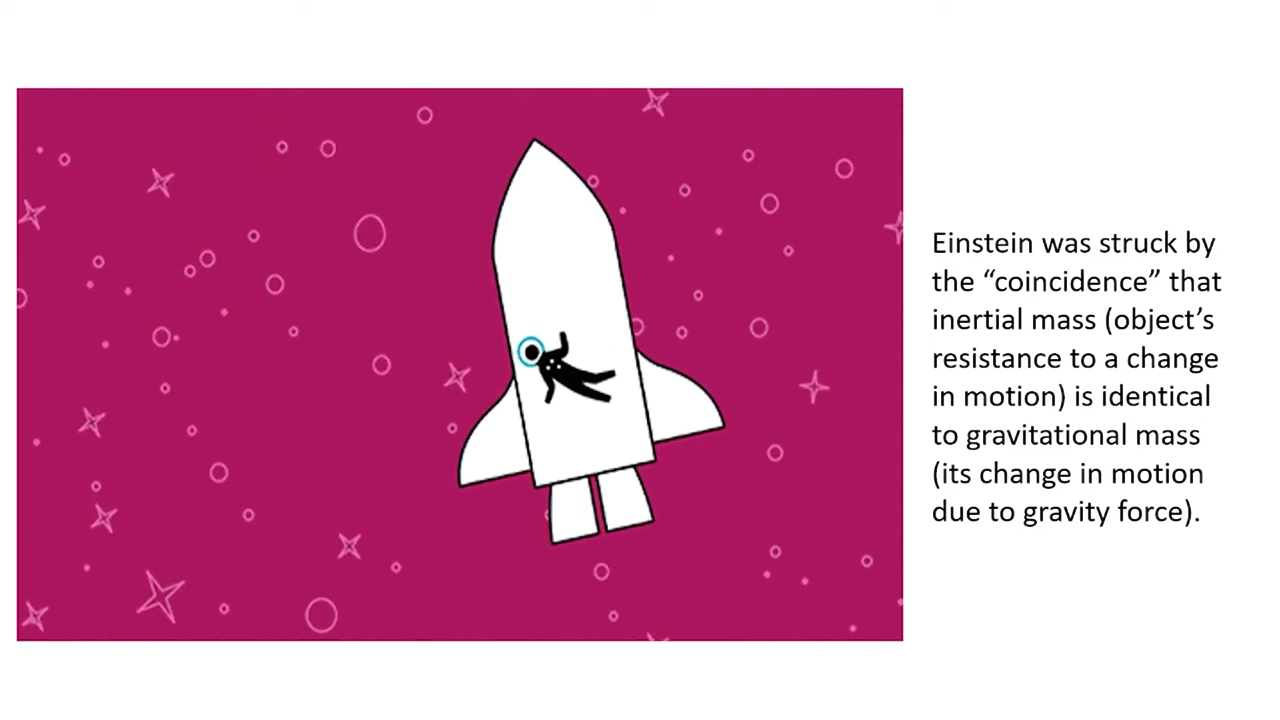 Einstein was struck by
the “coincidence” that
inertial mass (object’s
resistance to a change
in motion) is identical
to gravitational mass
(its change in motion
due to gravity force).